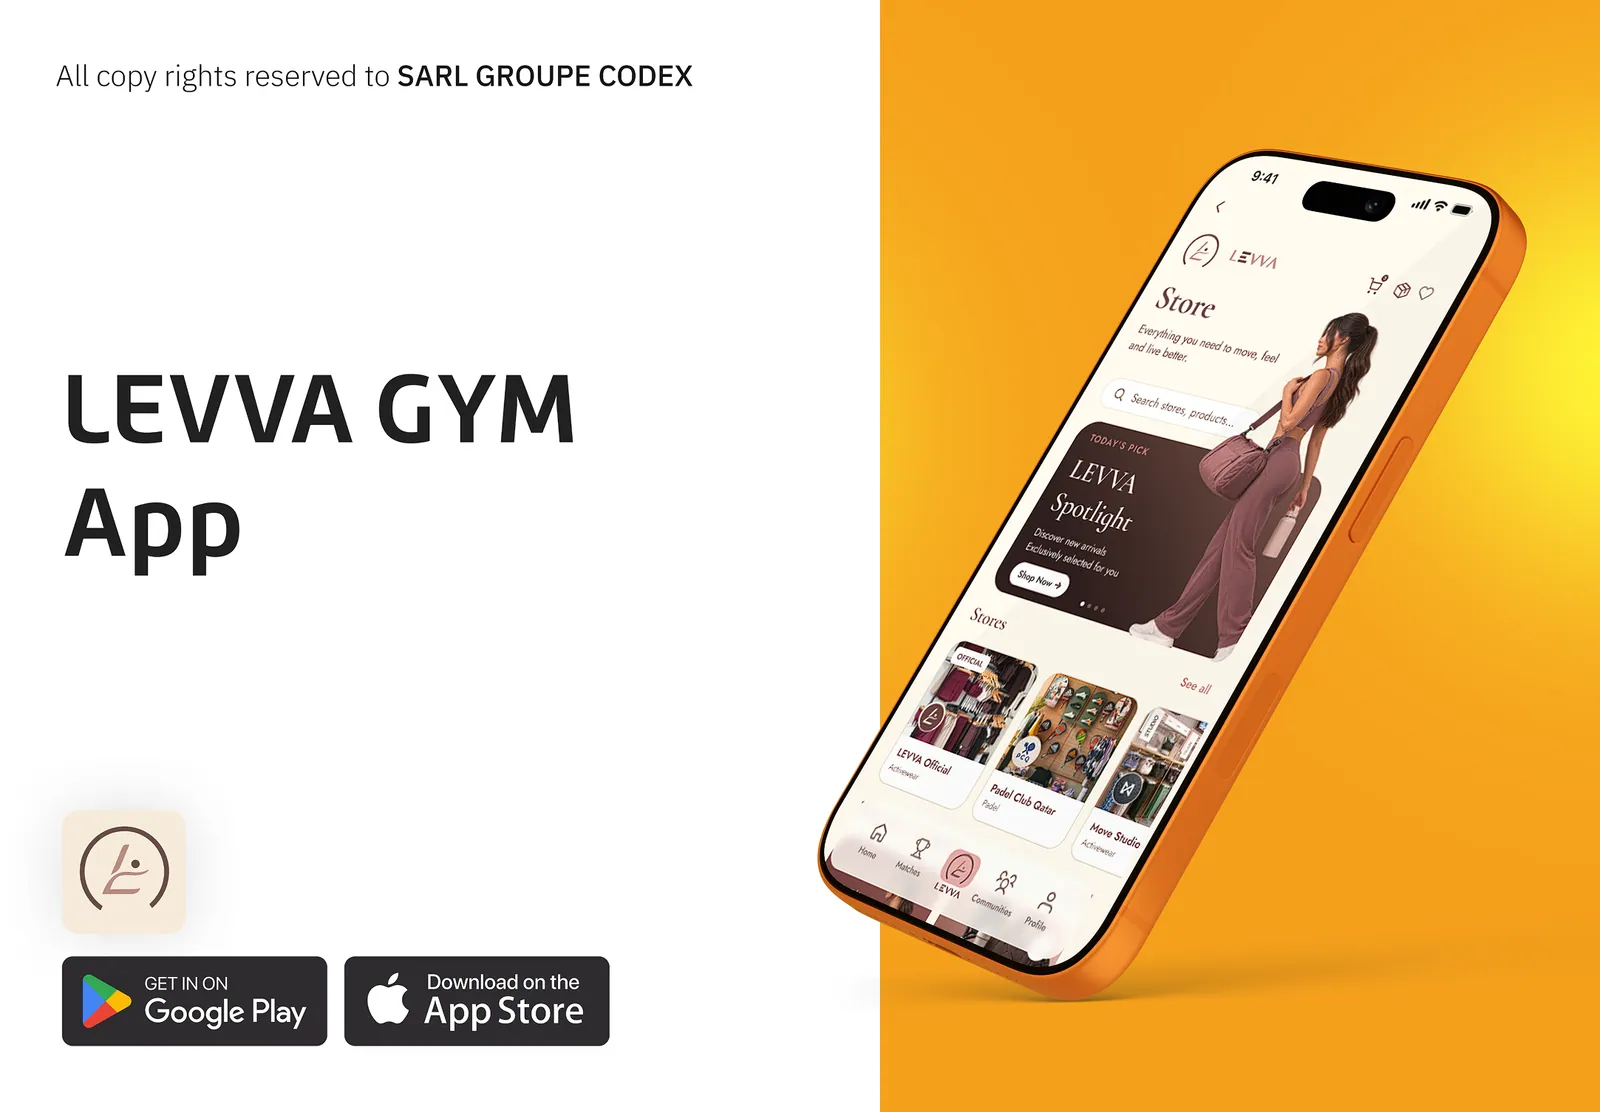 All copy rights reserved to SARL GROUPE CODEX
LEVVA GYM
App
GET IN ON
Google Play
Download on the
App Store
9:41
LEVVA
Store
Everything you need to move, feel
and live better.
Search stores, products...
TODAY'S PICK
LEVVA
Spotlight
Discover new arrivals
Exclusively selected for you
Shop Now →
Stores
See all
OFFICIAL
LEVVA Official
Activewear
PCQ
Padel Club Qatar
Padel
STUDIO
Move Studio
Activewear
Home
Matches
LEVVA
Communities
Profile